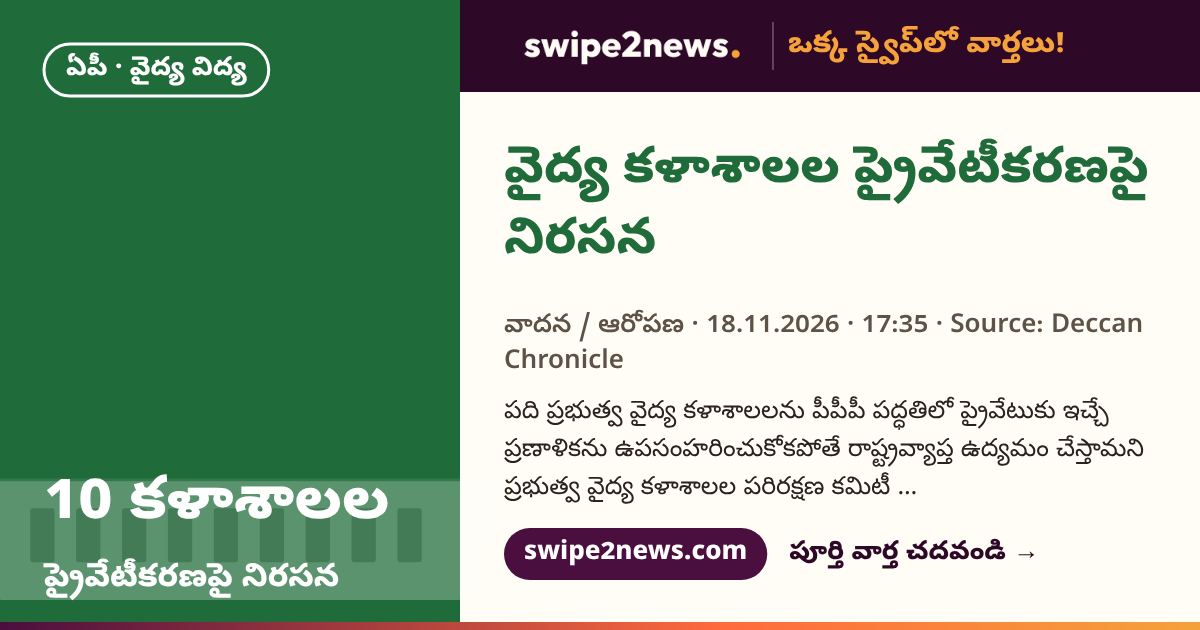 ఏపీ · వైద్య విద్య
10 కళాశాలల
ప్రైవేటీకరణపై నిరసన
swipe2news.
ఒక్క స్వైప్‌లో వార్తలు!
వైద్య కళాశాలల ప్రైవేటీకరణపై
నిరసన
వాదన / ఆరోపణ · 18.11.2026 · 17:35 · Source: Deccan
Chronicle
పది ప్రభుత్వ వైద్య కళాశాలలను పీపీపీ పద్ధతిలో ప్రైవేటుకు ఇచ్చే
ప్రణాళికను ఉపసంహరించుకోకపోతే రాష్ట్రవ్యాప్త ఉద్యమం చేస్తామని
ప్రభుత్వ వైద్య కళాశాలల పరిరక్షణ కమిటీ ...
swipe2news.com
పూర్తి వార్త చదవండి →